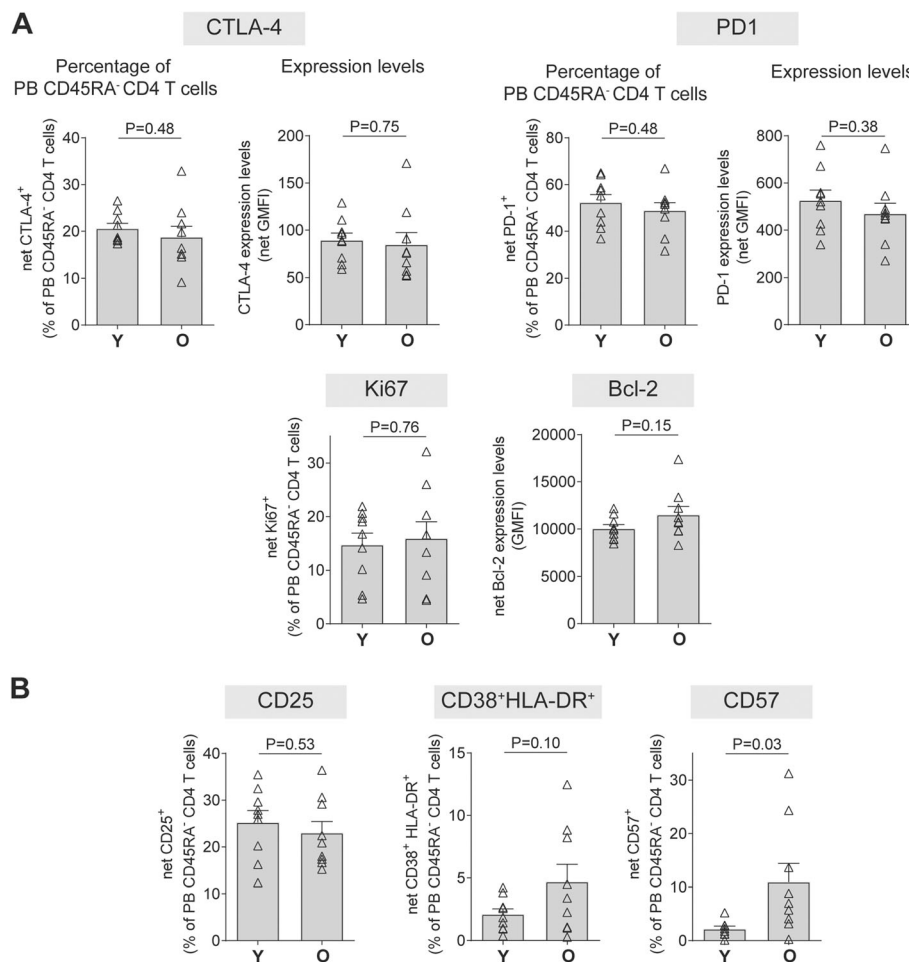 A
CTLA-4
PD1
Percentage of
PB CD45RA⁻ CD4 T cells
Expression levels
Percentage of
PB CD45RA⁻ CD4 T cells
Expression levels
net CTLA-4⁺
(% of PB CD45RA⁻ CD4 T cells)
P=0.48
40
30
20
10
0
Y
O
CTLA-4 expression levels
(net GMFI)
P=0.75
200
150
100
50
0
Y
O
net PD-1⁺
(% of PB CD45RA⁻ CD4 T cells)
P=0.48
80
60
40
20
0
Y
O
PD-1 expression levels
(net GMFI)
P=0.38
800
600
400
200
0
Y
O
Ki67
net Ki67⁺
(% of PB CD45RA⁻ CD4 T cells)
P=0.76
30
20
10
0
Y
O
Bcl-2
net Bcl-2 expression levels
(GMFI)
P=0.15
20000
15000
10000
5000
0
Y
O
B
CD25
net CD25⁺
(% of PB CD45RA⁻ CD4 T cells)
P=0.53
40
30
20
10
0
Y
O
CD38⁺HLA-DR⁺
net CD38⁺ HLA-DR⁺
(% of PB CD45RA⁻ CD4 T cells)
P=0.10
15
10
5
0
Y
O
CD57
net CD57⁺
(% of PB CD45RA⁻ CD4 T cells)
P=0.03
30
20
10
0
Y
O